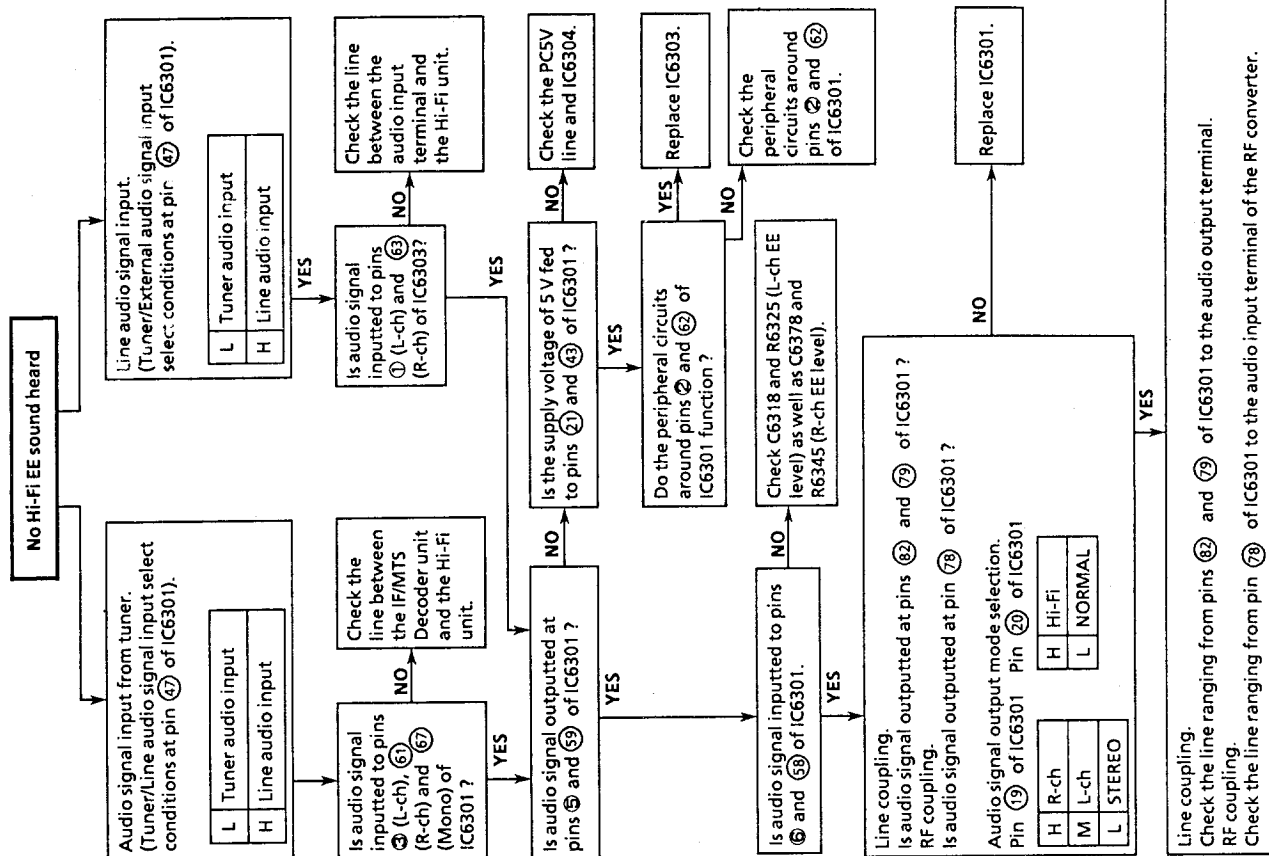 No Hi-Fi EE sound heard
Audio signal input from tuner.
(Tuner/Line audio signal input select
conditions at pin ㊼ of IC6301).
L Tuner audio input
H Line audio input
Line audio signal input.
(Tuner/External audio signal input
select conditions at pin ㊼ of IC6301).
L Tuner audio input
H Line audio input
YES
Is audio signal
inputted to pins
③ (L-ch), 61
(R-ch) and 67
(Mono) of
IC6301 ?
NO
Check the
line between
the IF/MTS
Decoder unit
and the Hi-Fi
unit.
YES
Is audio signal
inputted to pins
① (L-ch) and 63
(R-ch) of IC6303?
NO
Check the line
between the
audio input
terminal and
the Hi-Fi unit.
YES
Is audio signal outputted at
pins ⑤ and 59 of IC6301 ?
NO
Is the supply voltage of 5 V fed
to pins ㉑ and ㊸ of IC6301 ?
NO
Check the PC5V
line and IC6304.
YES
Do the peripheral circuits
around pins ② and 62 of
IC6301 function ?
YES
Replace IC6303.
NO
Check the
peripheral
circuits around
pins ② and 62
of IC6301.
YES
Is audio signal inputted to pins
⑥ and 58 of IC6301.
NO
Check C6318 and R6325 (L-ch EE
level) as well as C6378 and
R6345 (R-ch EE level).
YES
Line coupling.
Is audio signal outputted at pins 82 and 79 of IC6301 ?
RF coupling.
Is audio signal outputted at pin 78 of IC6301 ?
Audio signal output mode selection.
Pin ⑲ of IC6301 Pin ⑳ of IC6301
H R-ch
M L-ch
L STEREO
H Hi-Fi
L NORMAL
NO
Replace IC6301.
YES
Line coupling.
Check the line ranging from pins 82 and 79 of IC6301 to the audio output terminal.
RF coupling.
Check the line ranging from pin 78 of IC6301 to the audio input terminal of the RF converter.